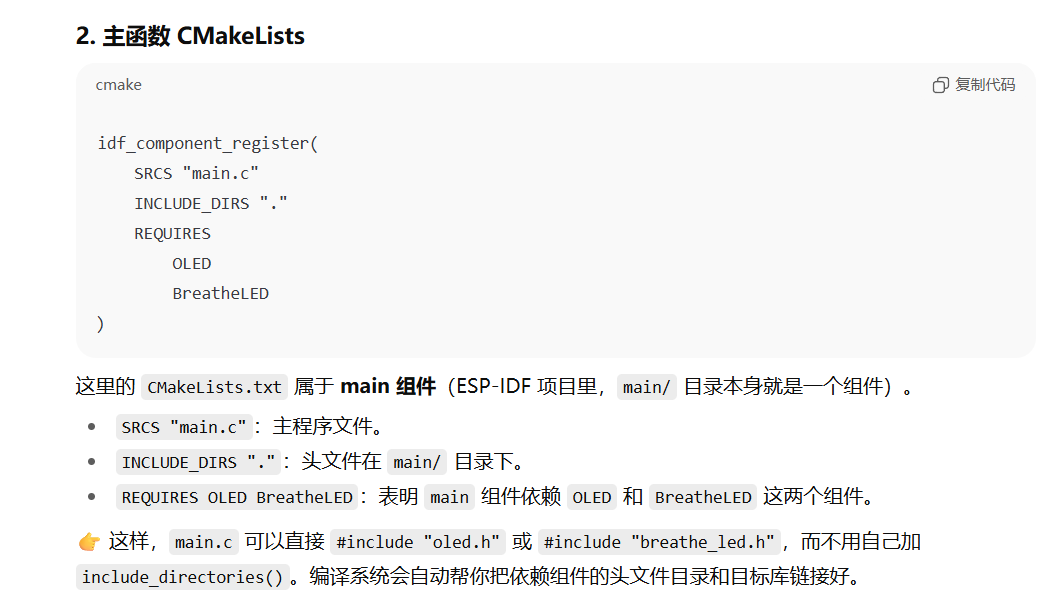 2. 主函数 CMakeLists
cmake
复制代码
idf_component_register(
SRCS "main.c"
INCLUDE_DIRS "."
REQUIRES
OLED
BreatheLED
)
这里的 CMakeLists.txt 属于 main 组件（ESP-IDF 项目里，main/ 目录本身就是一个组件）。
SRCS "main.c"：主程序文件。
INCLUDE_DIRS "."：头文件在 main/ 目录下。
REQUIRES OLED BreatheLED：表明 main 组件依赖 OLED 和 BreatheLED 这两个组件。
👉 这样，main.c 可以直接 #include "oled.h" 或 #include "breathe_led.h"，而不用自己加
include_directories()。编译系统会自动帮你把依赖组件的头文件目录和目标库链接好。